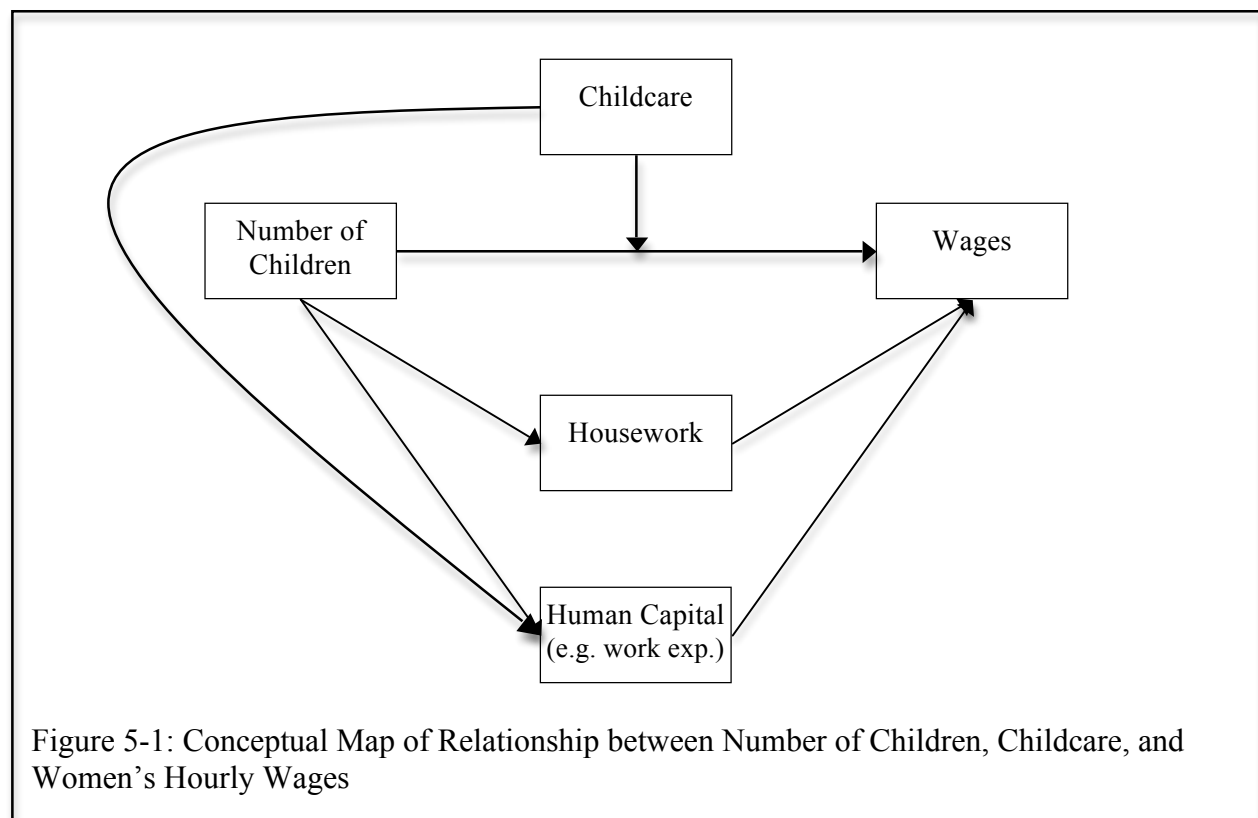 Childcare
Number of
Children
Wages
Housework
Human Capital
(e.g. work exp.)
Figure 5-1: Conceptual Map of Relationship between Number of Children, Childcare, and
Women’s Hourly Wages